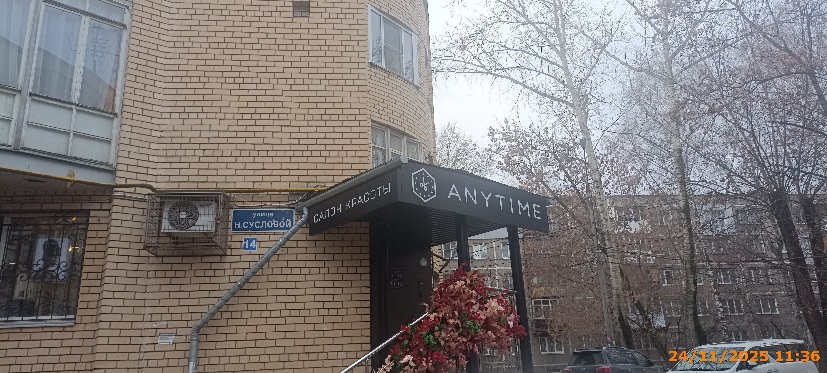 САЛОН КРАСОТЫ
ANYTIME
улица
Н.СУСЛОВОЙ
14
24/11/2025 11:36